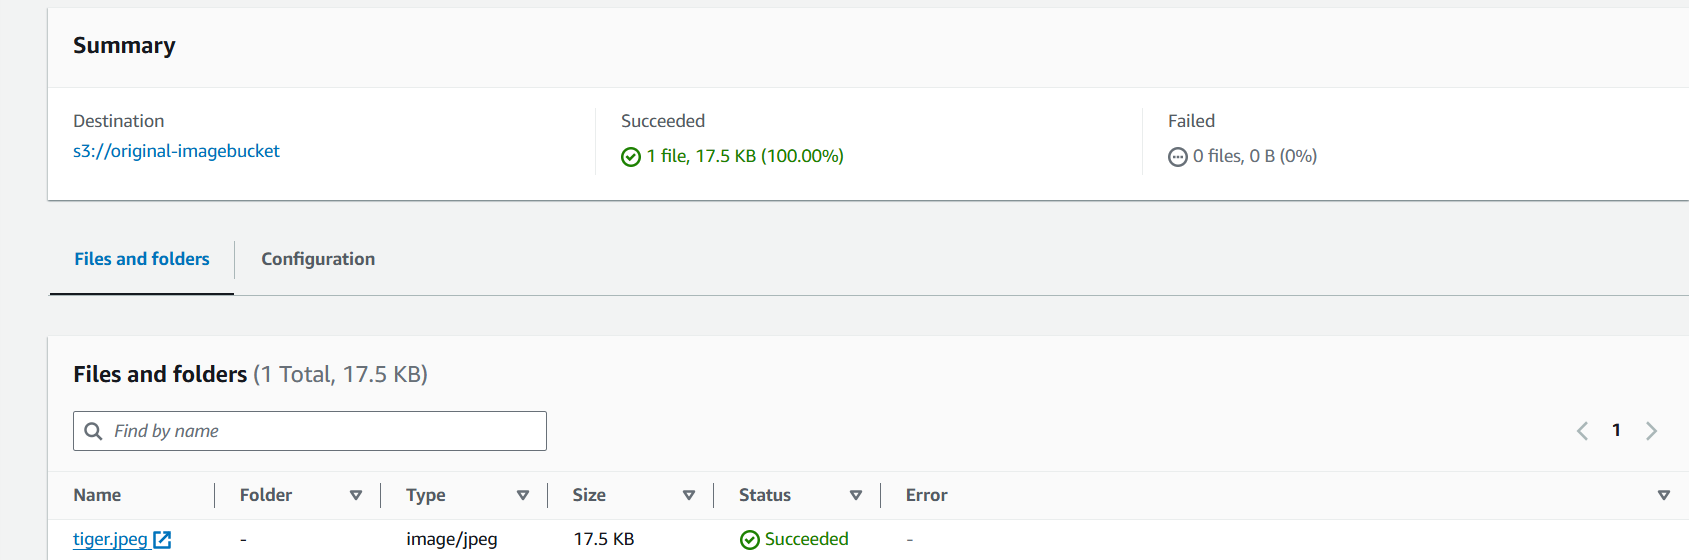 Summary
Destination
s3://original-imagebucket
Succeeded
1 file, 17.5 KB (100.00%)
Failed
0 files, 0 B (0%)
Files and folders
Configuration
Files and folders (1 Total, 17.5 KB)
Find by name
1
Name Folder Type Size Status Error
tiger.jpeg - image/jpeg 17.5 KB Succeeded -